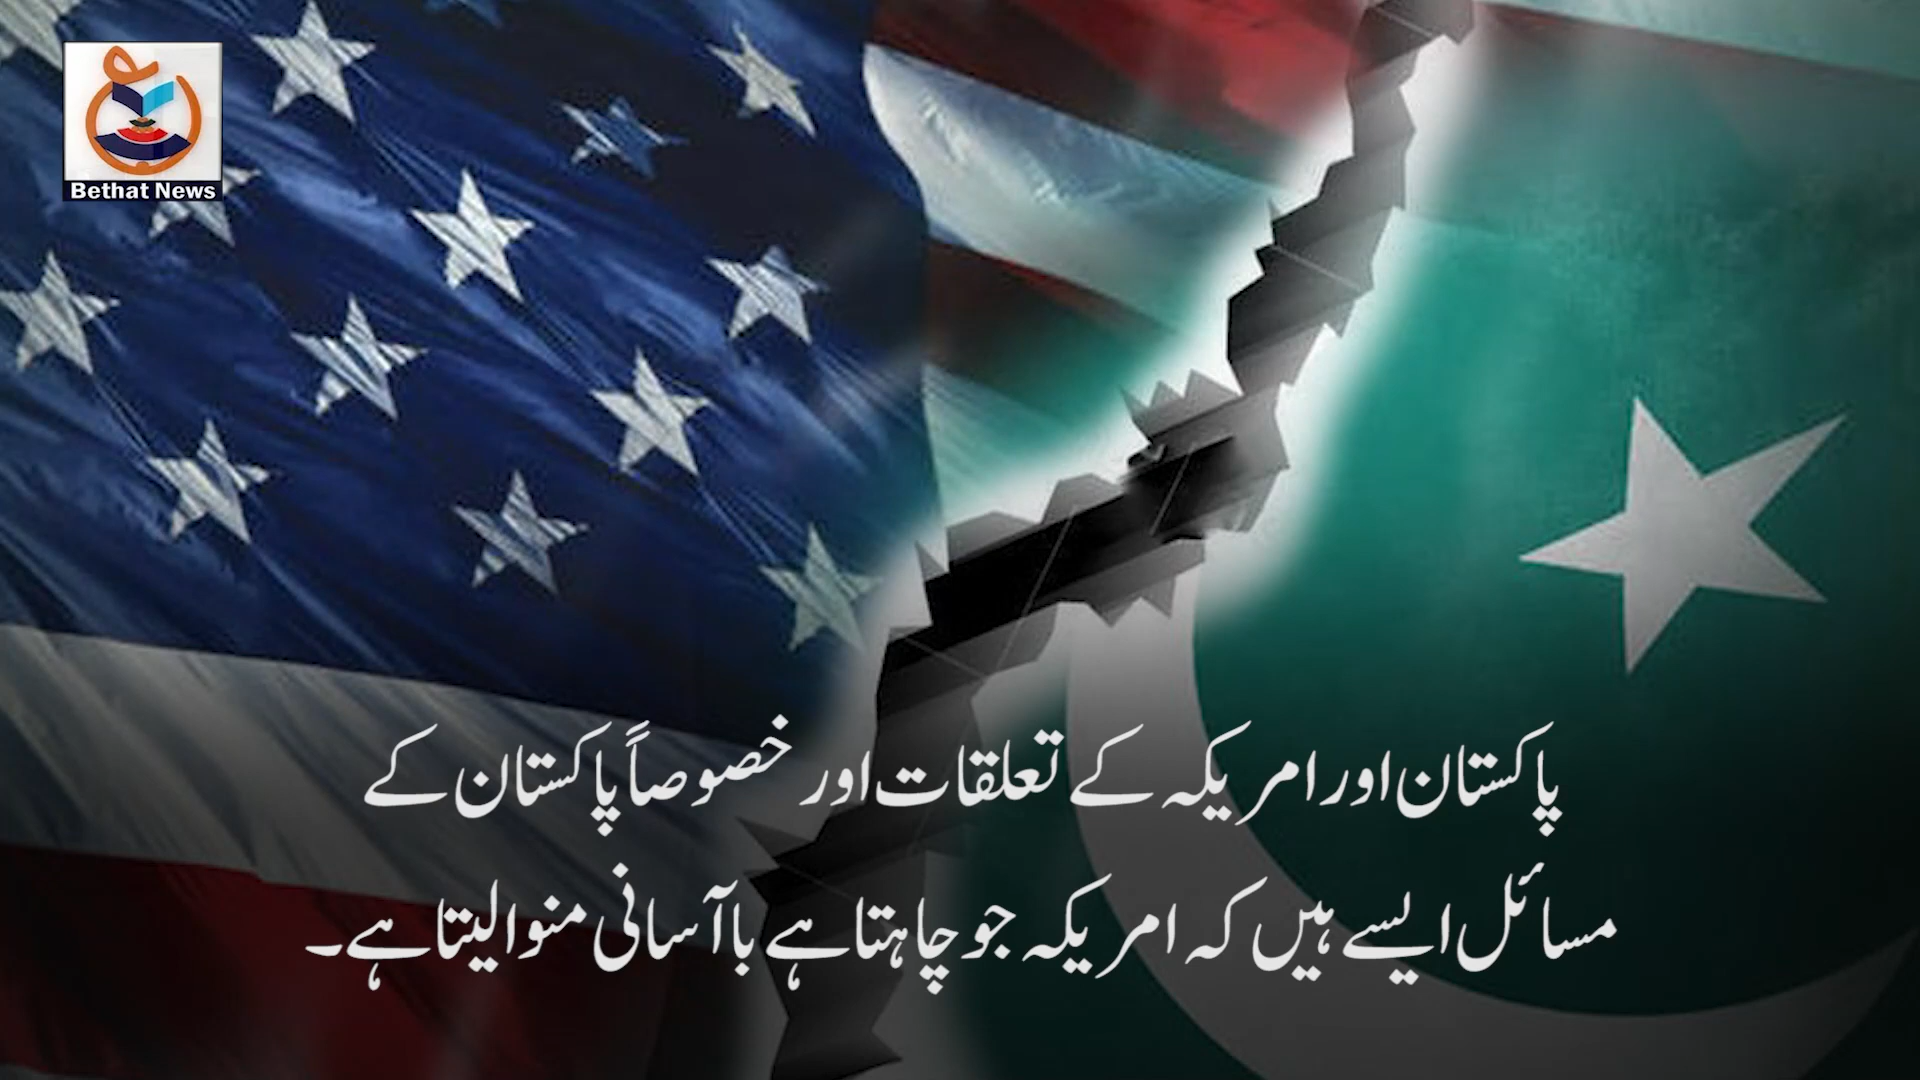 Bethat News
پاکستان اور امریکہ کے تعلقات اور خصوصاً پاکستان کے
مسائل ایسے ہیں کہ امریکہ جو چاہتا ہے باآسانی منوا لیتا ہے۔